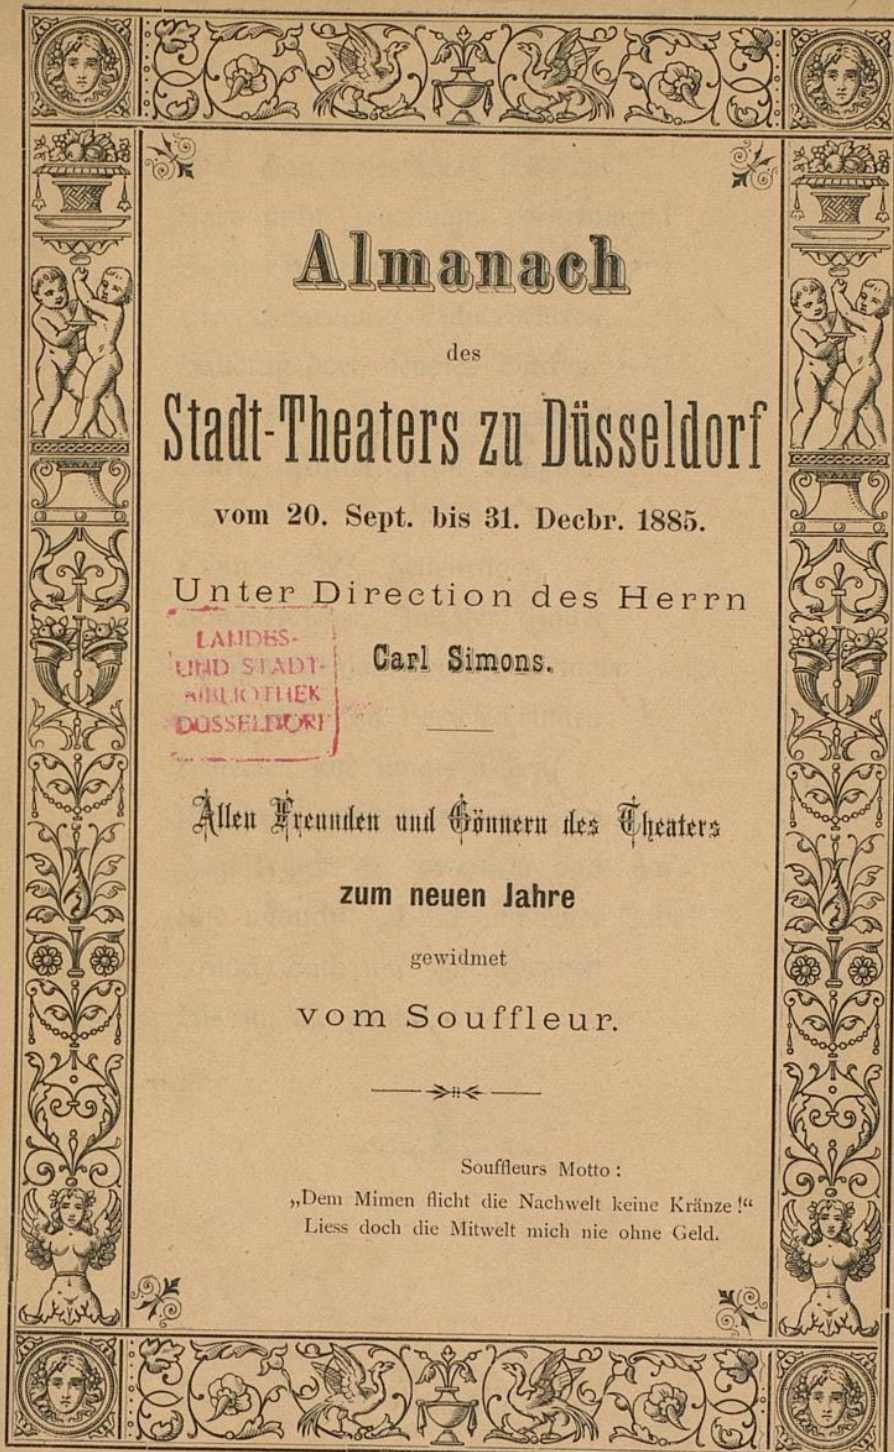 Almanach
des
Stadt-Theaters zu Düsseldorf
vom 20. Sept. bis 31. Decbr. 1885.
Unter Direction des Herrn
Carl Simons.
LANDES-
UND STADT-
BIBLIOTHEK
DÜSSELDORF
Allen Freunden und Gönnern des Theaters
zum neuen Jahre
gewidmet
vom Souffleur.
Souffleurs Motto:
„Dem Mimen flicht die Nachwelt keine Kränze!“
Liess doch die Mitwelt mich nie ohne Geld.